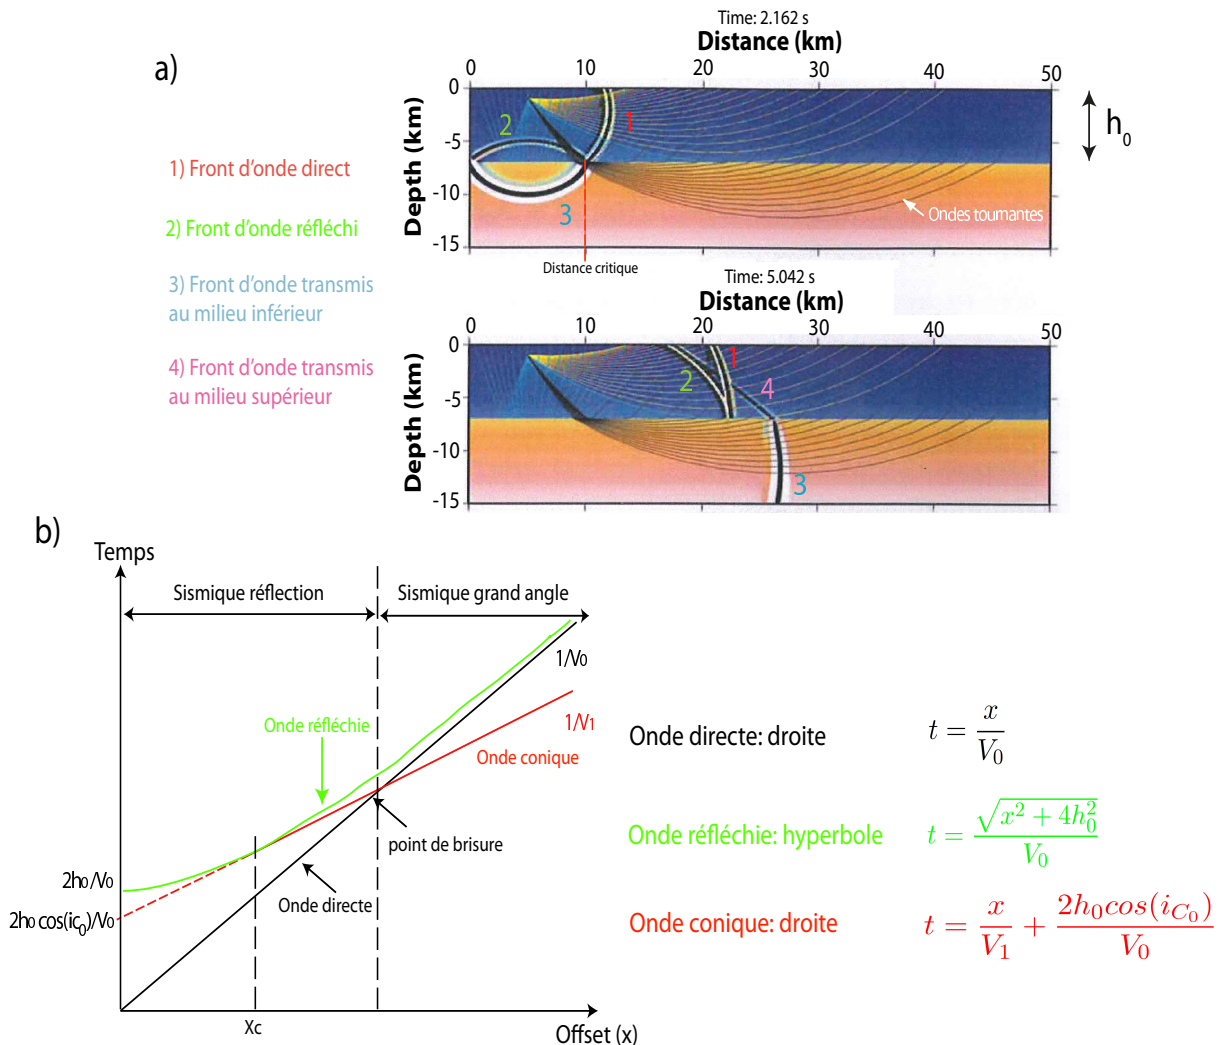 a)
Time: 2.162 s
Distance (km)
0 10 20 30 40 50
0
-5
-10
-15
Depth (km)
2
1
3
h0
Ondes tournantes
Distance critique
1) Front d'onde direct
2) Front d'onde réfléchi
3) Front d'onde transmis
au milieu inférieur
4) Front d'onde transmis
au milieu supérieur
Time: 5.042 s
Distance (km)
0 10 20 30 40 50
0
-5
-10
-15
Depth (km)
1
2
4
3
b)
Temps
Sismique réflection
Sismique grand angle
1/V0
Onde réfléchie
1/V1
Onde conique
point de brisure
2h0/V0
Onde directe
2h0 cos(ic0)/V0
Xc
Offset (x)
Onde directe: droite t = x/V0
Onde réfléchie: hyperbole t = √(x² + 4h0²)/V0
Onde conique: droite t = x/V1 + 2h0cos(iC0)/V0